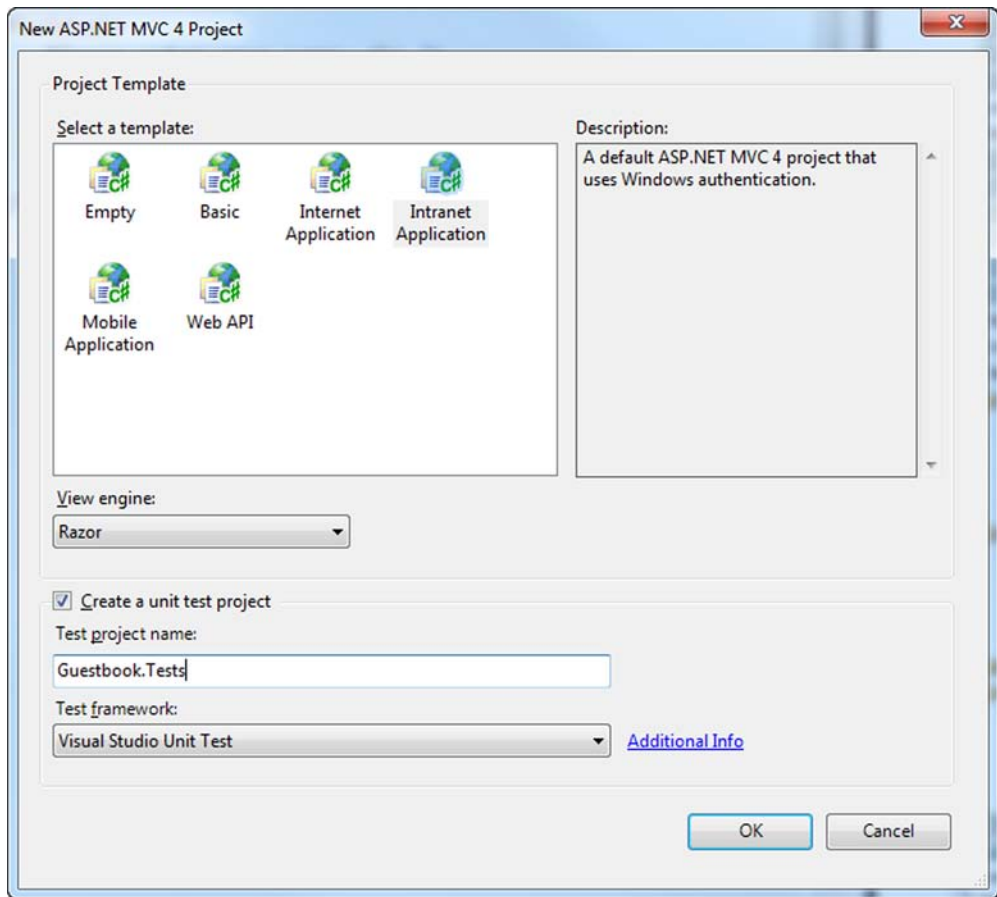 New ASP.NET MVC 4 Project
Project Template
Select a template:
Empty
Basic
Internet
Application
Intranet
Application
Mobile
Application
Web API
Description:
A default ASP.NET MVC 4 project that
uses Windows authentication.
View engine:
Razor
Create a unit test project
Test project name:
Guestbook.Tests
Test framework:
Visual Studio Unit Test
Additional Info
OK
Cancel